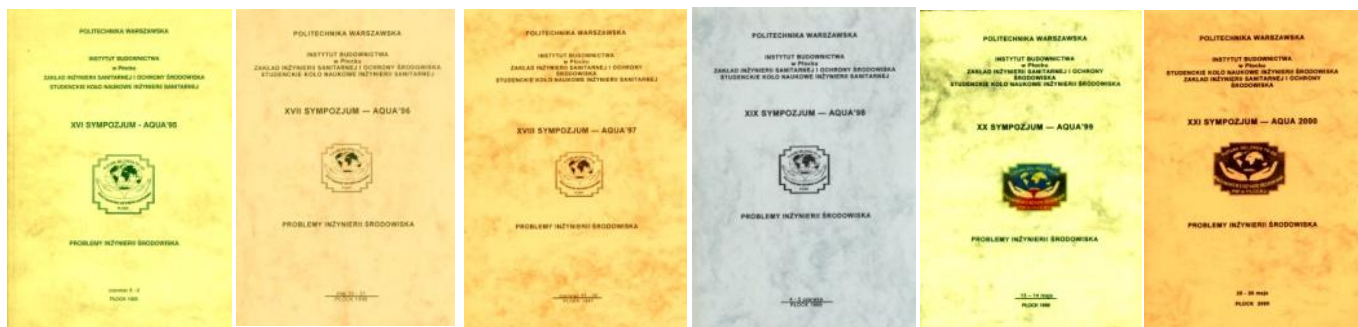 POLITECHNIKA WARSZAWSKA
INSTYTUT BUDOWNICTWA
w Płocku
ZAKŁAD INŻYNIERII SANITARNEJ I OCHRONY ŚRODOWISKA
STUDENCKIE KOŁO NAUKOWE INŻYNIERII SANITARNEJ
XVI SYMPOZJUM - AQUA'95
PŁOCK
PROBLEMY INŻYNIERII ŚRODOWISKA
czerwiec
PŁOCK 1995
POLITECHNIKA WARSZAWSKA
INSTYTUT BUDOWNICTWA
w Płocku
ZAKŁAD INŻYNIERII SANITARNEJ I OCHRONY ŚRODOWISKA
STUDENCKIE KOŁO NAUKOWE INŻYNIERII SANITARNEJ
XVII SYMPOZJUM — AQUA'96
PROBLEMY INŻYNIERII ŚRODOWISKA
PŁOCK 1996
POLITECHNIKA WARSZAWSKA
INSTYTUT BUDOWNICTWA
w Płocku
ZAKŁAD INŻYNIERII SANITARNEJ I OCHRONY
ŚRODOWISKA
STUDENCKIE KOŁO NAUKOWE INŻYNIERII SANITARNEJ
XVIII SYMPOZJUM — AQUA'97
PROBLEMY INŻYNIERII ŚRODOWISKA
PŁOCK 1997
POLITECHNIKA WARSZAWSKA
INSTYTUT BUDOWNICTWA
w Płocku
ZAKŁAD INŻYNIERII SANITARNEJ I OCHRONY ŚRODOWISKA
STUDENCKIE KOŁO NAUKOWE INŻYNIERII SANITARNEJ
XIX SYMPOZJUM — AQUA'98
PROBLEMY INŻYNIERII ŚRODOWISKA
czerwca
PŁOCK 1998
POLITECHNIKA WARSZAWSKA
INSTYTUT BUDOWNICTWA
w Płocku
ZAKŁAD INŻYNIERII SANITARNEJ I OCHRONY
ŚRODOWISKA
STUDENCKIE KOŁO NAUKOWE INŻYNIERII SANITARNEJ
XX SYMPOZJUM — AQUA'99
PROBLEMY INŻYNIERII ŚRODOWISKA
13 – 14 maja
PŁOCK 1999
POLITECHNIKA WARSZAWSKA
INSTYTUT BUDOWNICTWA
w Płocku
STUDENCKIE KOŁO NAUKOWE INŻYNIERII ŚRODOWISKA
ZAKŁAD INŻYNIERII SANITARNEJ I OCHRONY
ŚRODOWISKA
XXI SYMPOZJUM — AQUA 2000
PROBLEMY INŻYNIERII ŚRODOWISKA
maja
PŁOCK 2000